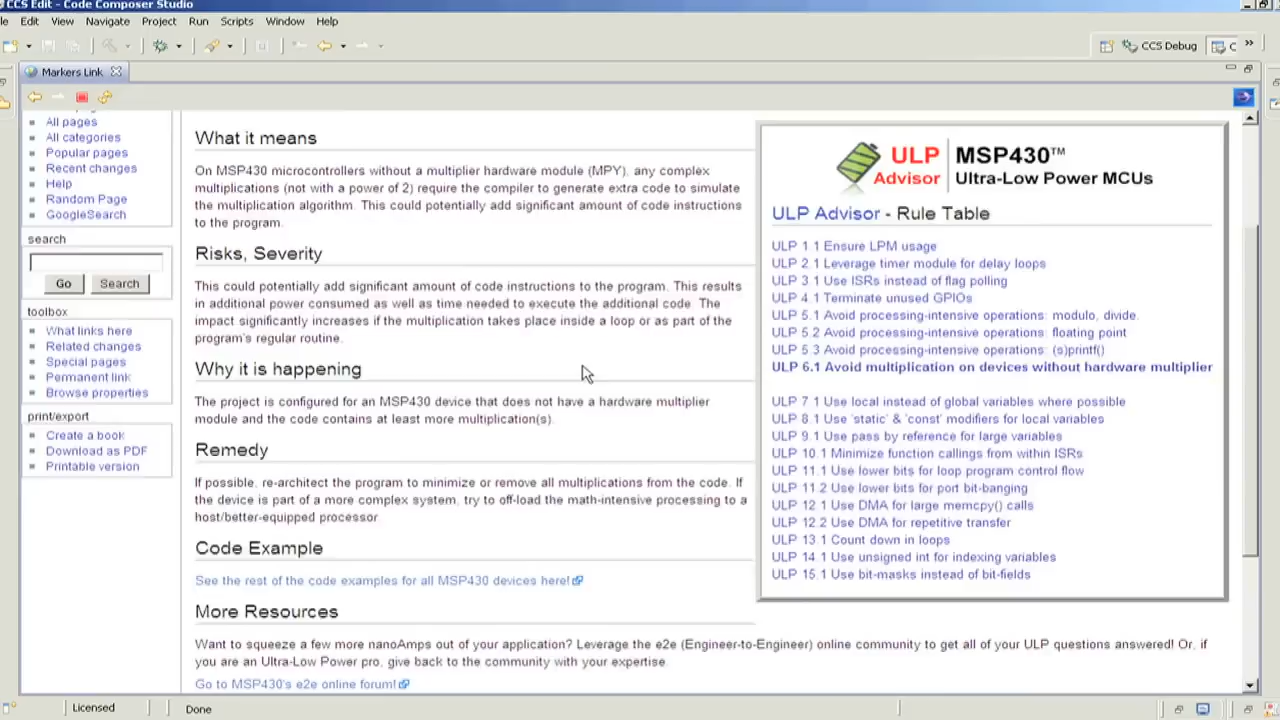 CCS Edit - Code Composer Studio
Edit View Navigate Project Run Scripts Window Help
CCS Debug
Markers Link
All pages
All categories
Popular pages
Recent changes
Help
Random Page
GoogleSearch
search
Go Search
toolbox
What links here
Related changes
Special pages
Permanent link
Browse properties
print/export
Create a book
Download as PDF
Printable version
What it means
On MSP430 microcontrollers without a multiplier hardware module (MPY), any complex
multiplications (not with a power of 2) require the compiler to generate extra code to simulate
the multiplication algorithm. This could potentially add significant amount of code instructions
to the program.
Risks, Severity
This could potentially add significant amount of code instructions to the program. This results
in additional power consumed as well as time needed to execute the additional code. The
impact significantly increases if the multiplication takes place inside a loop or as part of the
program's regular routine.
Why it is happening
The project is configured for an MSP430 device that does not have a hardware multiplier
module and the code contains at least more multiplication(s).
Remedy
If possible, re-architect the program to minimize or remove all multiplications from the code. If
the device is part of a more complex system, try to off-load the math-intensive processing to a
host/better-equipped processor
Code Example
See the rest of the code examples for all MSP430 devices here!
More Resources
Want to squeeze a few more nanoAmps out of your application? Leverage the e2e (Engineer-to-Engineer) online community to get all of your ULP questions answered! Or, if
you are an Ultra-Low Power pro, give back to the community with your expertise.
Go to MSP430's e2e online forum!
ULP Advisor
MSP430™
Ultra-Low Power MCUs
ULP Advisor - Rule Table
ULP 1.1 Ensure LPM usage
ULP 2.1 Leverage timer module for delay loops
ULP 3.1 Use ISRs instead of flag polling
ULP 4.1 Terminate unused GPIOs
ULP 5.1 Avoid processing-intensive operations: modulo, divide.
ULP 5.2 Avoid processing-intensive operations: floating point
ULP 5.3 Avoid processing-intensive operations: (s)printf()
ULP 6.1 Avoid multiplication on devices without hardware multiplier
ULP 7.1 Use local instead of global variables where possible
ULP 8.1 Use 'static' & 'const' modifiers for local variables
ULP 9.1 Use pass by reference for large variables
ULP 10.1 Minimize function callings from within ISRs
ULP 11.1 Use lower bits for loop program control flow
ULP 11.2 Use lower bits for port bit-banging
ULP 12.1 Use DMA for large memcpy() calls
ULP 12.2 Use DMA for repetitive transfer
ULP 13.1 Count down in loops
ULP 14.1 Use unsigned int for indexing variables
ULP 15.1 Use bit-masks instead of bit-fields
Licensed
Done